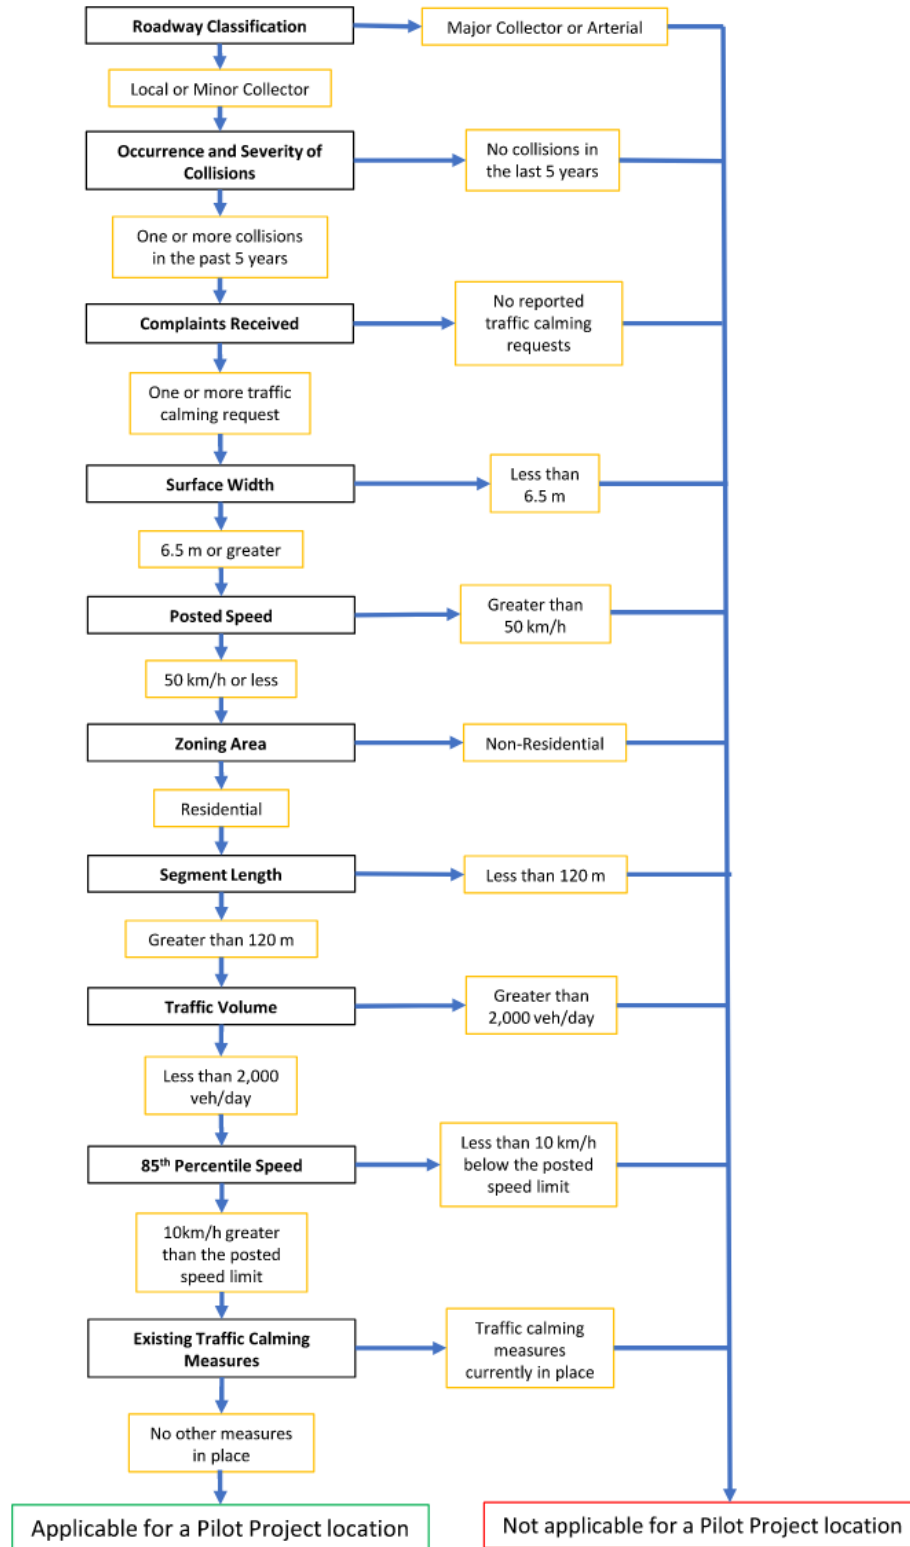 Roadway Classification
Major Collector or Arterial
Local or Minor Collector
Occurrence and Severity of
Collisions
No collisions in
the last 5 years
One or more collisions
in the past 5 years
Complaints Received
No reported
traffic calming
requests
One or more traffic
calming request
Surface Width
Less than
6.5 m
6.5 m or greater
Posted Speed
Greater than
50 km/h
50 km/h or less
Zoning Area
Non-Residential
Residential
Segment Length
Less than 120 m
Greater than 120 m
Traffic Volume
Greater than
2,000 veh/day
Less than 2,000
veh/day
85th Percentile Speed
Less than 10 km/h
below the posted
speed limit
10km/h greater
than the posted
speed limit
Existing Traffic Calming
Measures
Traffic calming
measures
currently in place
No other measures
in place
Applicable for a Pilot Project location
Not applicable for a Pilot Project location